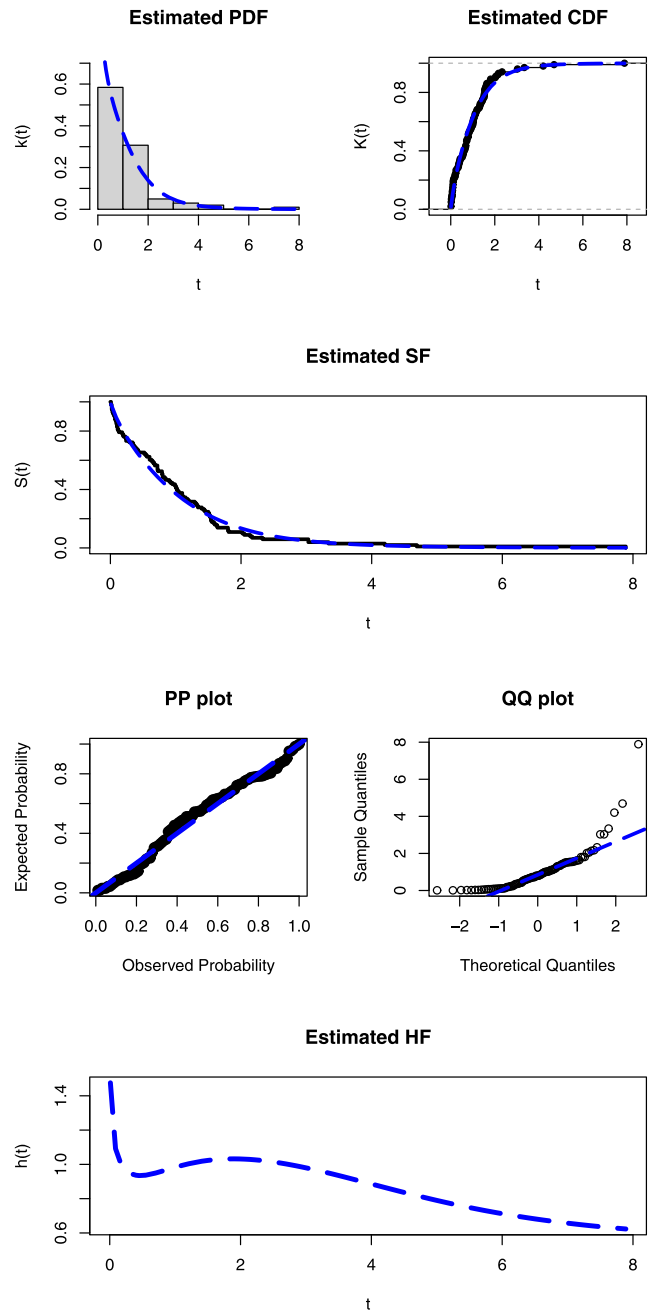 Estimated PDF
k(t)
0.0 0.2 0.4 0.6
0 2 4 6 8
t
Estimated CDF
K(t)
0.0 0.4 0.8
0 2 4 6 8
t
Estimated SF
S(t)
0.0 0.4 0.8
0 2 4 6 8
t
PP plot
Expected Probability
0.0 0.4 0.8
0.0 0.2 0.4 0.6 0.8 1.0
Observed Probability
QQ plot
Sample Quantiles
0 2 4 6 8
−2 −1 0 1 2
Theoretical Quantiles
Estimated HF
h(t)
0.6 1.0 1.4
0 2 4 6 8
t